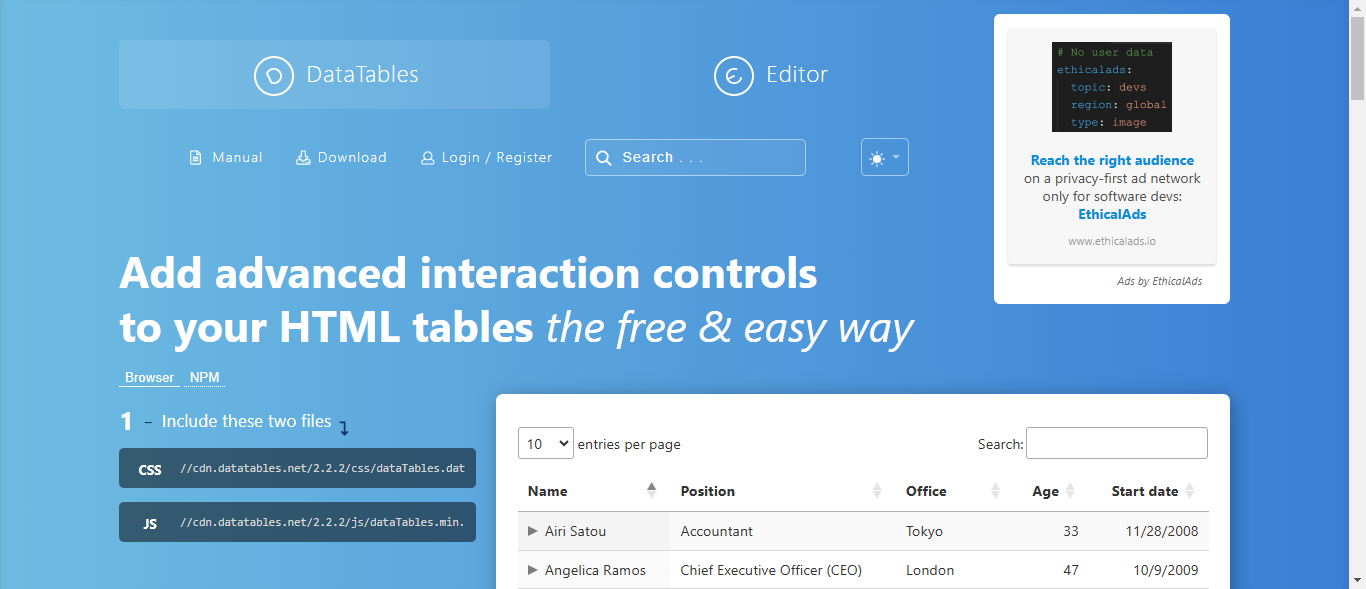 DataTables
Editor
Manual
Download
Login / Register
Search . . .
# No user data
ethicalads:
topic: devs
region: global
type: image
Reach the right audience
on a privacy-first ad network
only for software devs:
EthicalAds
www.ethicalads.io
Ads by EthicalAds
Add advanced interaction controls
to your HTML tables the free & easy way
Browser NPM
1 – Include these two files
CSS //cdn.datatables.net/2.2.2/css/dataTables.dat
JS //cdn.datatables.net/2.2.2/js/dataTables.min.
10 entries per page
Search:
Name Position Office Age Start date
Airi Satou Accountant Tokyo 33 11/28/2008
Angelica Ramos Chief Executive Officer (CEO) London 47 10/9/2009